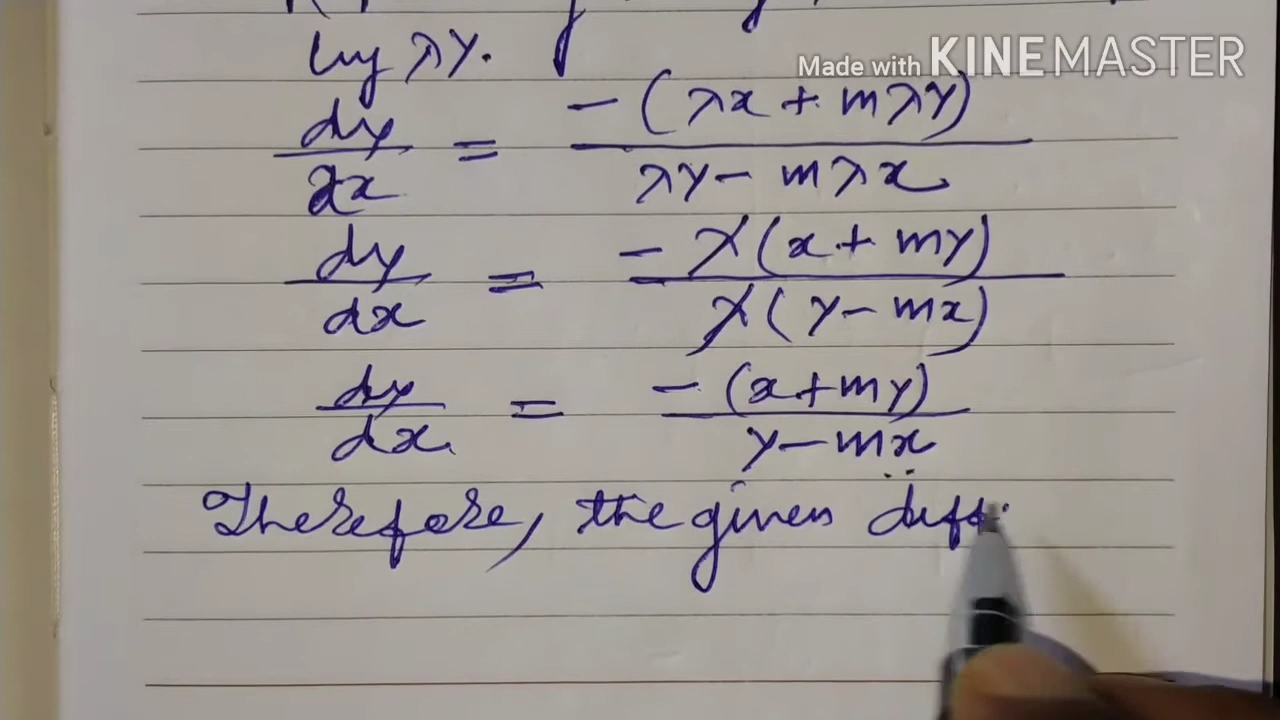 by λy.
Made with KINEMASTER
dy/dx = -(λx + mλy)/λy - mλx
dy/dx = -λ(x + my)/λ(y - mx)
dy/dx = -(x + my)/y - mx
Therefore, the given diff